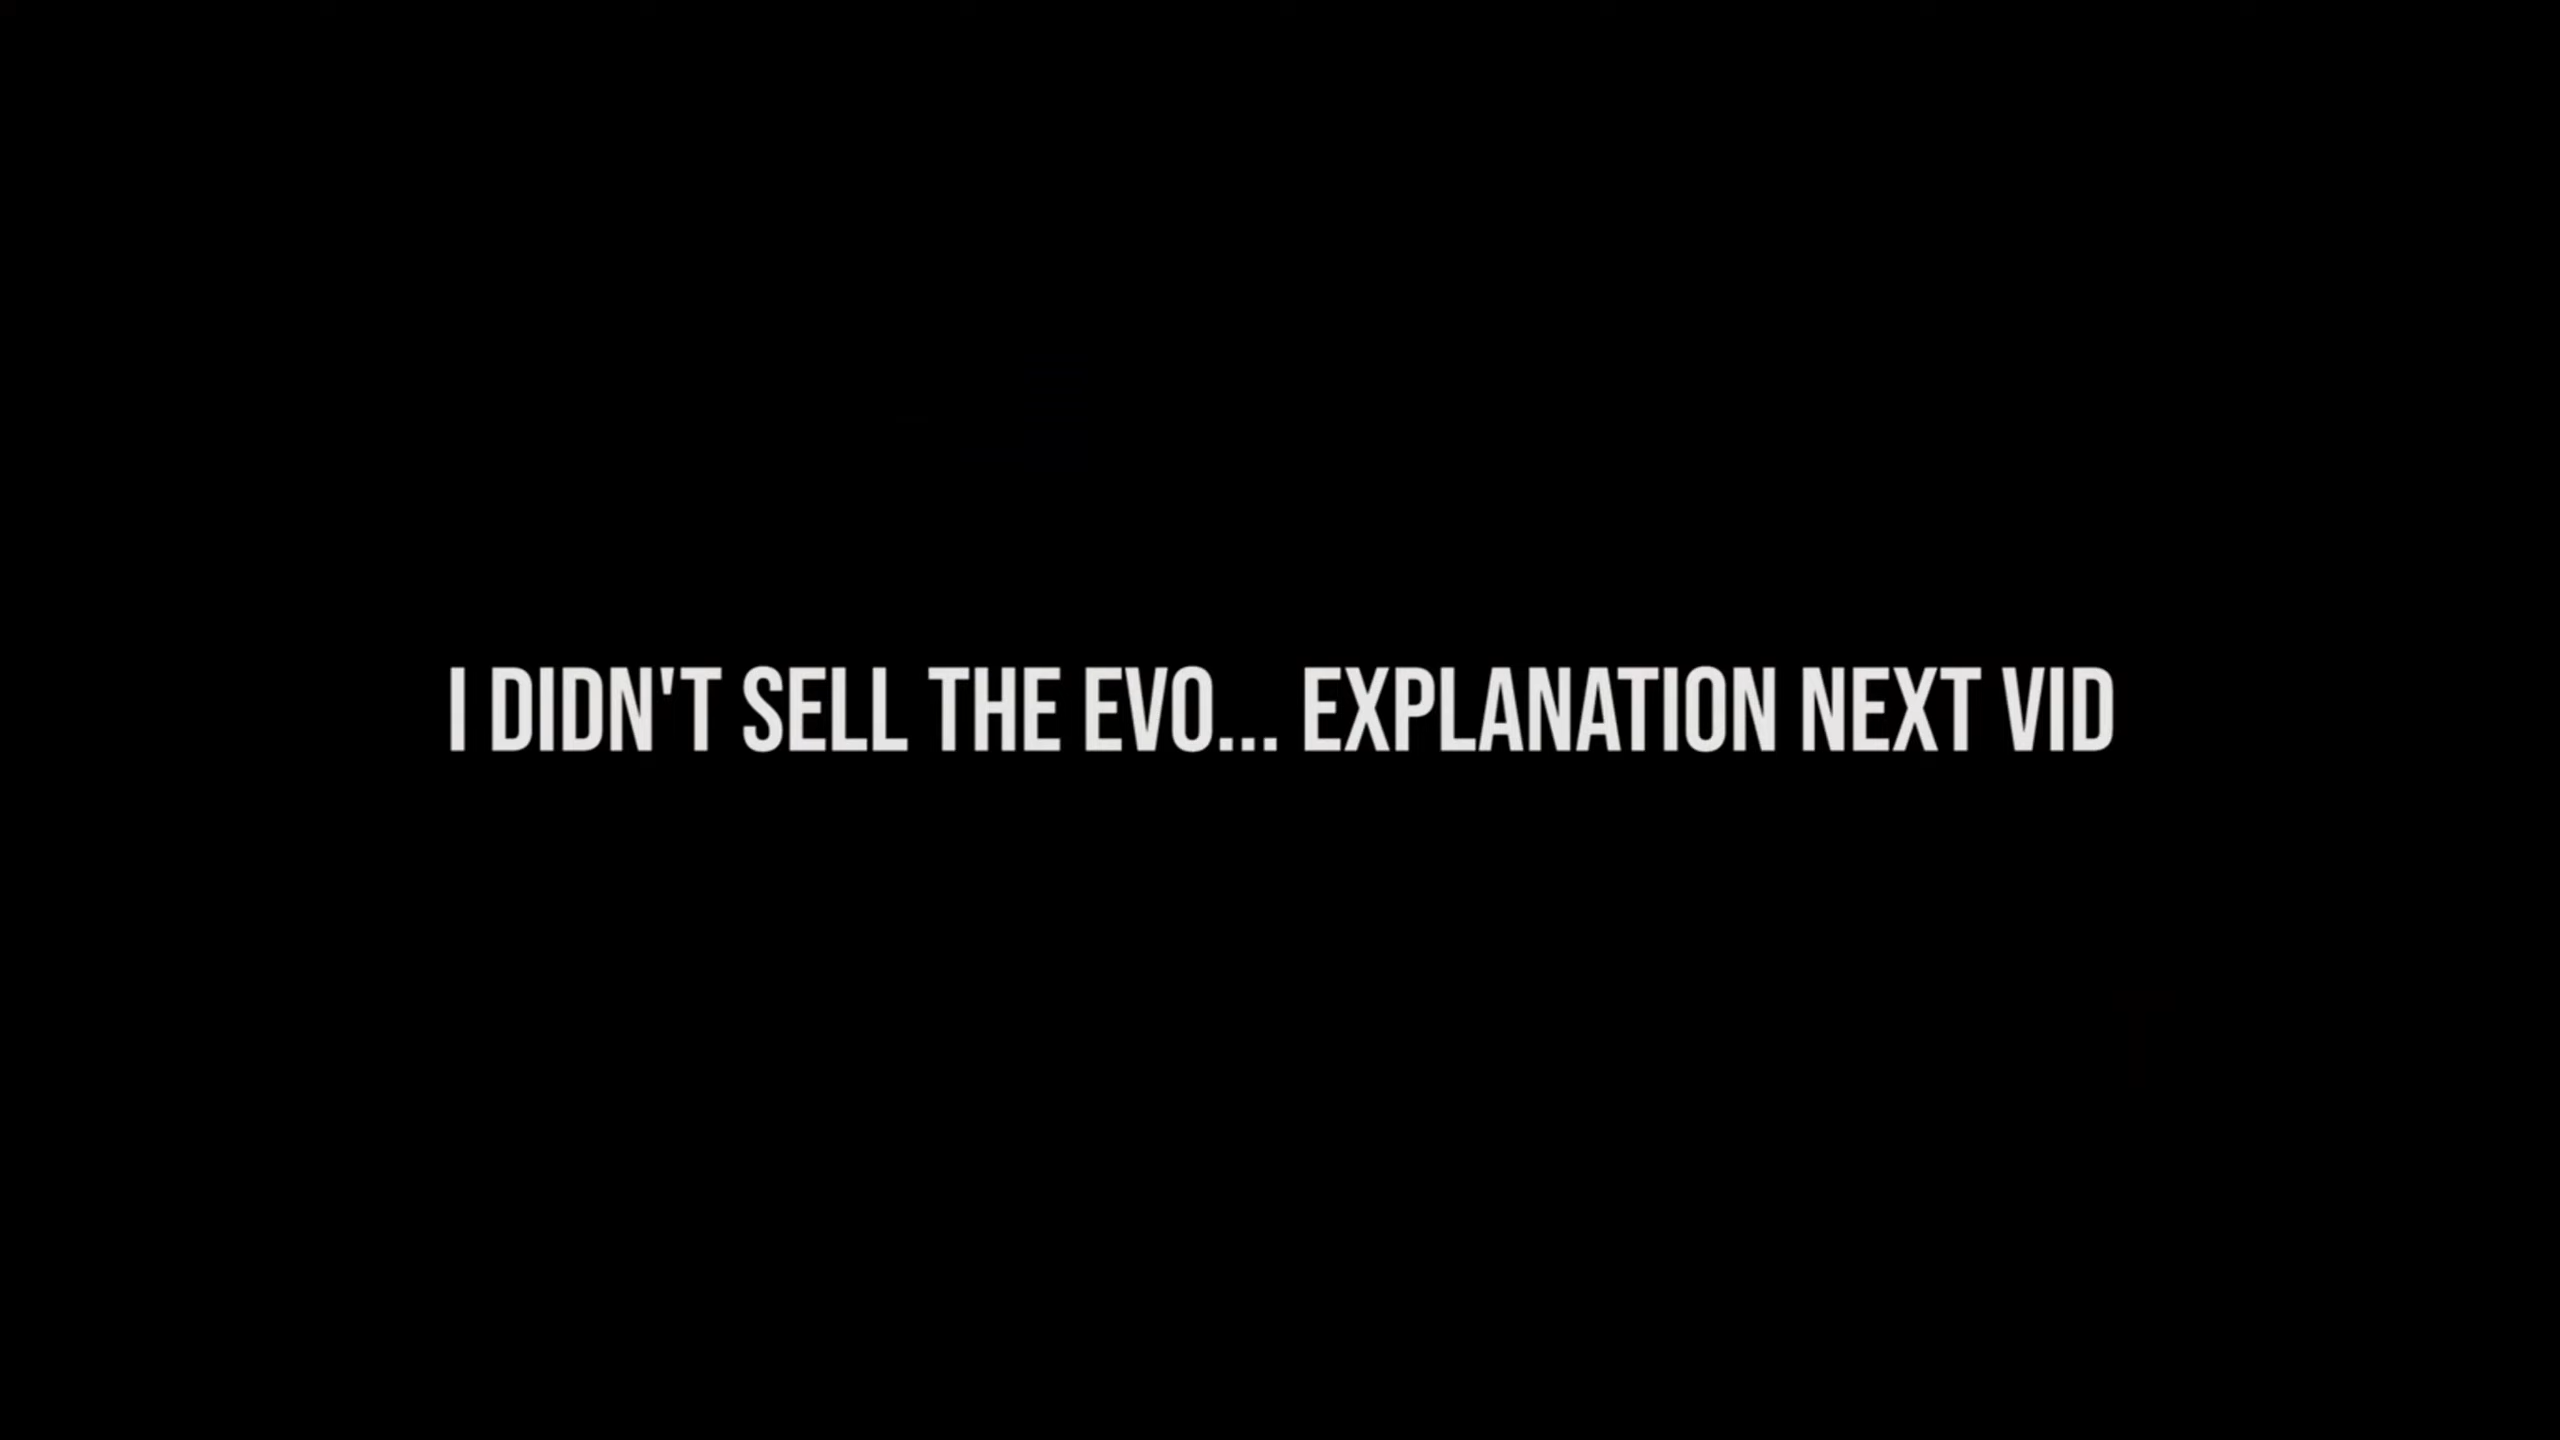 I DIDN'T SELL THE EVO... EXPLANATION NEXT VID